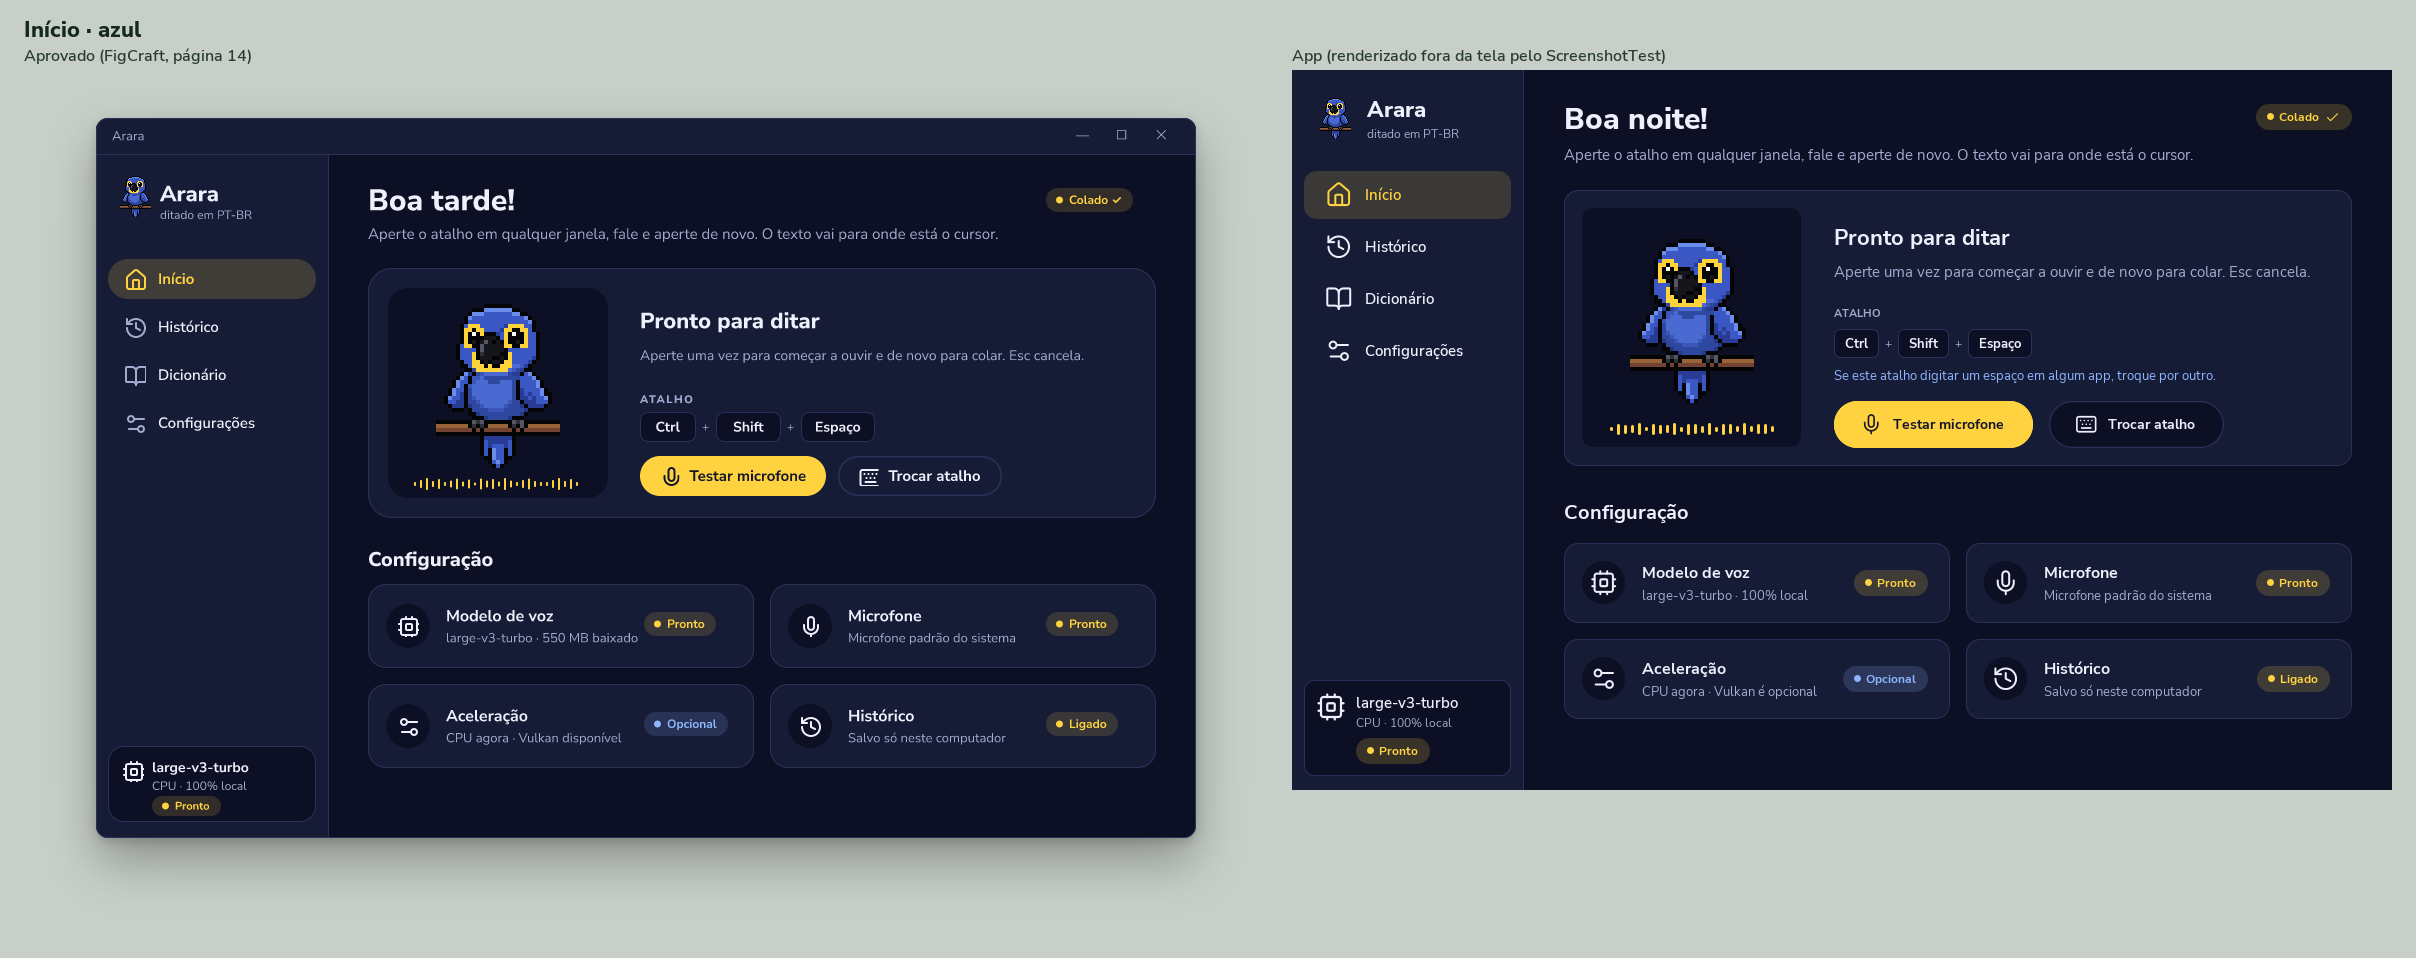 Início · azul
Aprovado (FigCraft, página 14)
Arara
Arara
ditado em PT-BR
Início
Histórico
Dicionário
Configurações
large-v3-turbo
CPU · 100% local
Pronto
Boa tarde!
Colado
Aperte o atalho em qualquer janela, fale e aperte de novo. O texto vai para onde está o cursor.
Pronto para ditar
Aperte uma vez para começar a ouvir e de novo para colar. Esc cancela.
ATALHO
Ctrl + Shift + Espaço
Testar microfone
Trocar atalho
Configuração
Modelo de voz
large-v3-turbo · 550 MB baixado
Pronto
Microfone
Microfone padrão do sistema
Pronto
Aceleração
CPU agora · Vulkan disponível
Opcional
Histórico
Salvo só neste computador
Ligado
App (renderizado fora da tela pelo ScreenshotTest)
Arara
ditado em PT-BR
Início
Histórico
Dicionário
Configurações
large-v3-turbo
CPU · 100% local
Pronto
Boa noite!
Colado
Aperte o atalho em qualquer janela, fale e aperte de novo. O texto vai para onde está o cursor.
Pronto para ditar
Aperte uma vez para começar a ouvir e de novo para colar. Esc cancela.
ATALHO
Ctrl + Shift + Espaço
Se este atalho digitar um espaço em algum app, troque por outro.
Testar microfone
Trocar atalho
Configuração
Modelo de voz
large-v3-turbo · 100% local
Pronto
Microfone
Microfone padrão do sistema
Pronto
Aceleração
CPU agora · Vulkan é opcional
Opcional
Histórico
Salvo só neste computador
Ligado